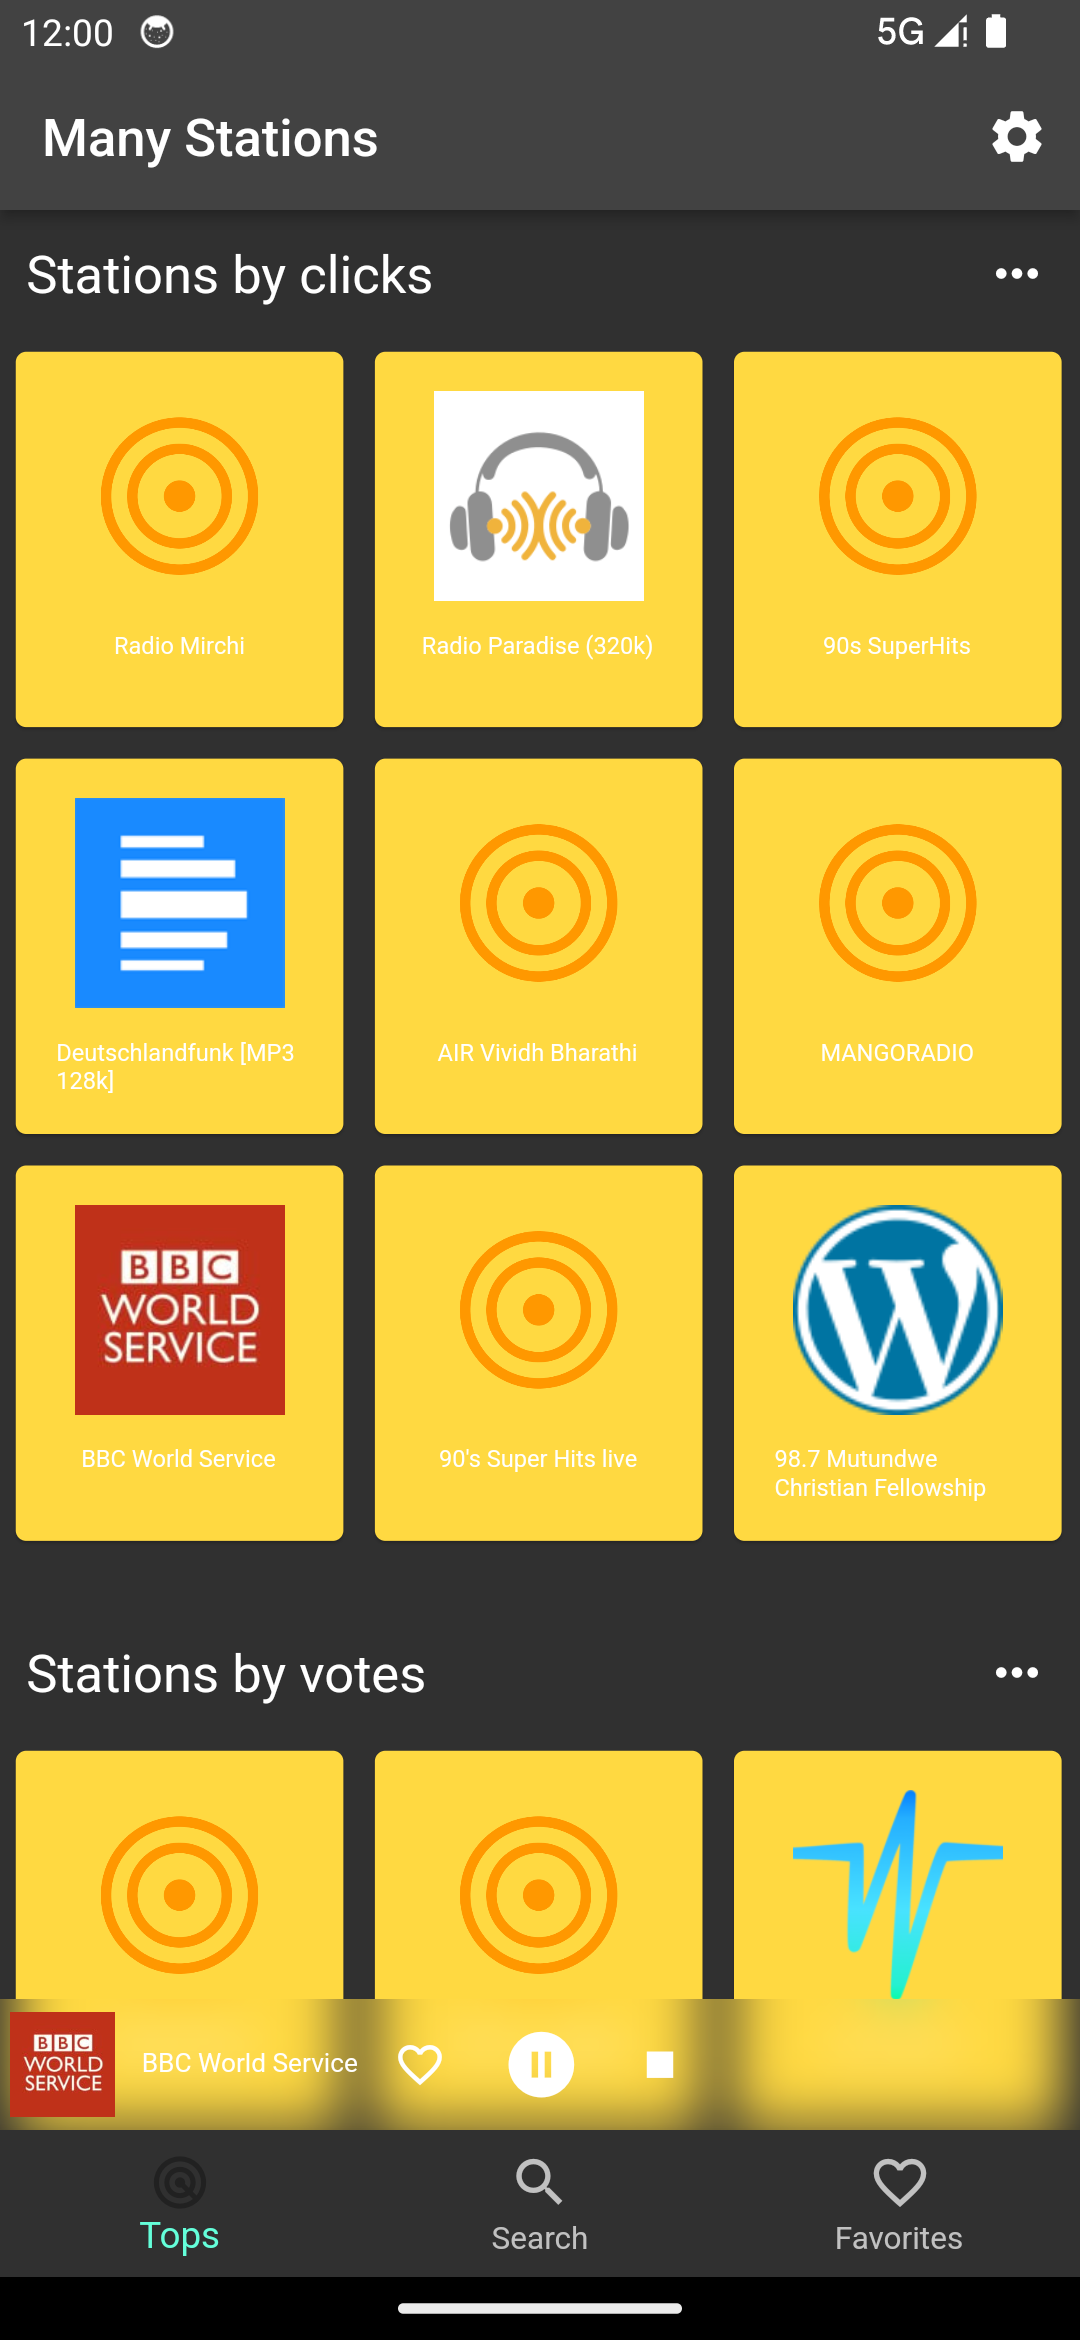 12:00
5G
Many Stations
Stations by clicks
Radio Mirchi
Radio Paradise (320k)
90s SuperHits
Deutschlandfunk [MP3
128k]
AIR Vividh Bharathi
MANGORADIO
BBC
WORLD
SERVICE
BBC World Service
90's Super Hits live
W
98.7 Mutundwe
Christian Fellowship
Stations by votes
BBC
WORLD
SERVICE
BBC World Service
Tops
Search
Favorites